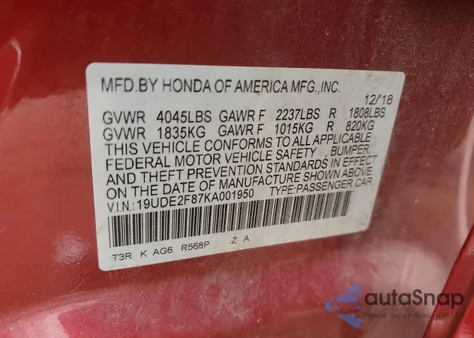 MFD.BY HONDA OF AMERICA MFG.,INC.
12/'18
GVWR 4045LBS GAWR F 2237LBS R 1808LBS
GVWR 1835KG GAWR F 1015KG R 820KG
THIS VEHICLE CONFORMS TO ALL APPLICABLE
FEDERAL MOTOR VEHICLE SAFETY, BUMPER,
AND THEFT PREVENTION STANDARDS IN EFFECT
ON THE DATE OF MANUFACTURE SHOWN ABOVE.
V.I.N:19UDE2F87KA001950 TYPE:PASSENGER CAR
T3R K AG6 R568P Z A
autoSnap